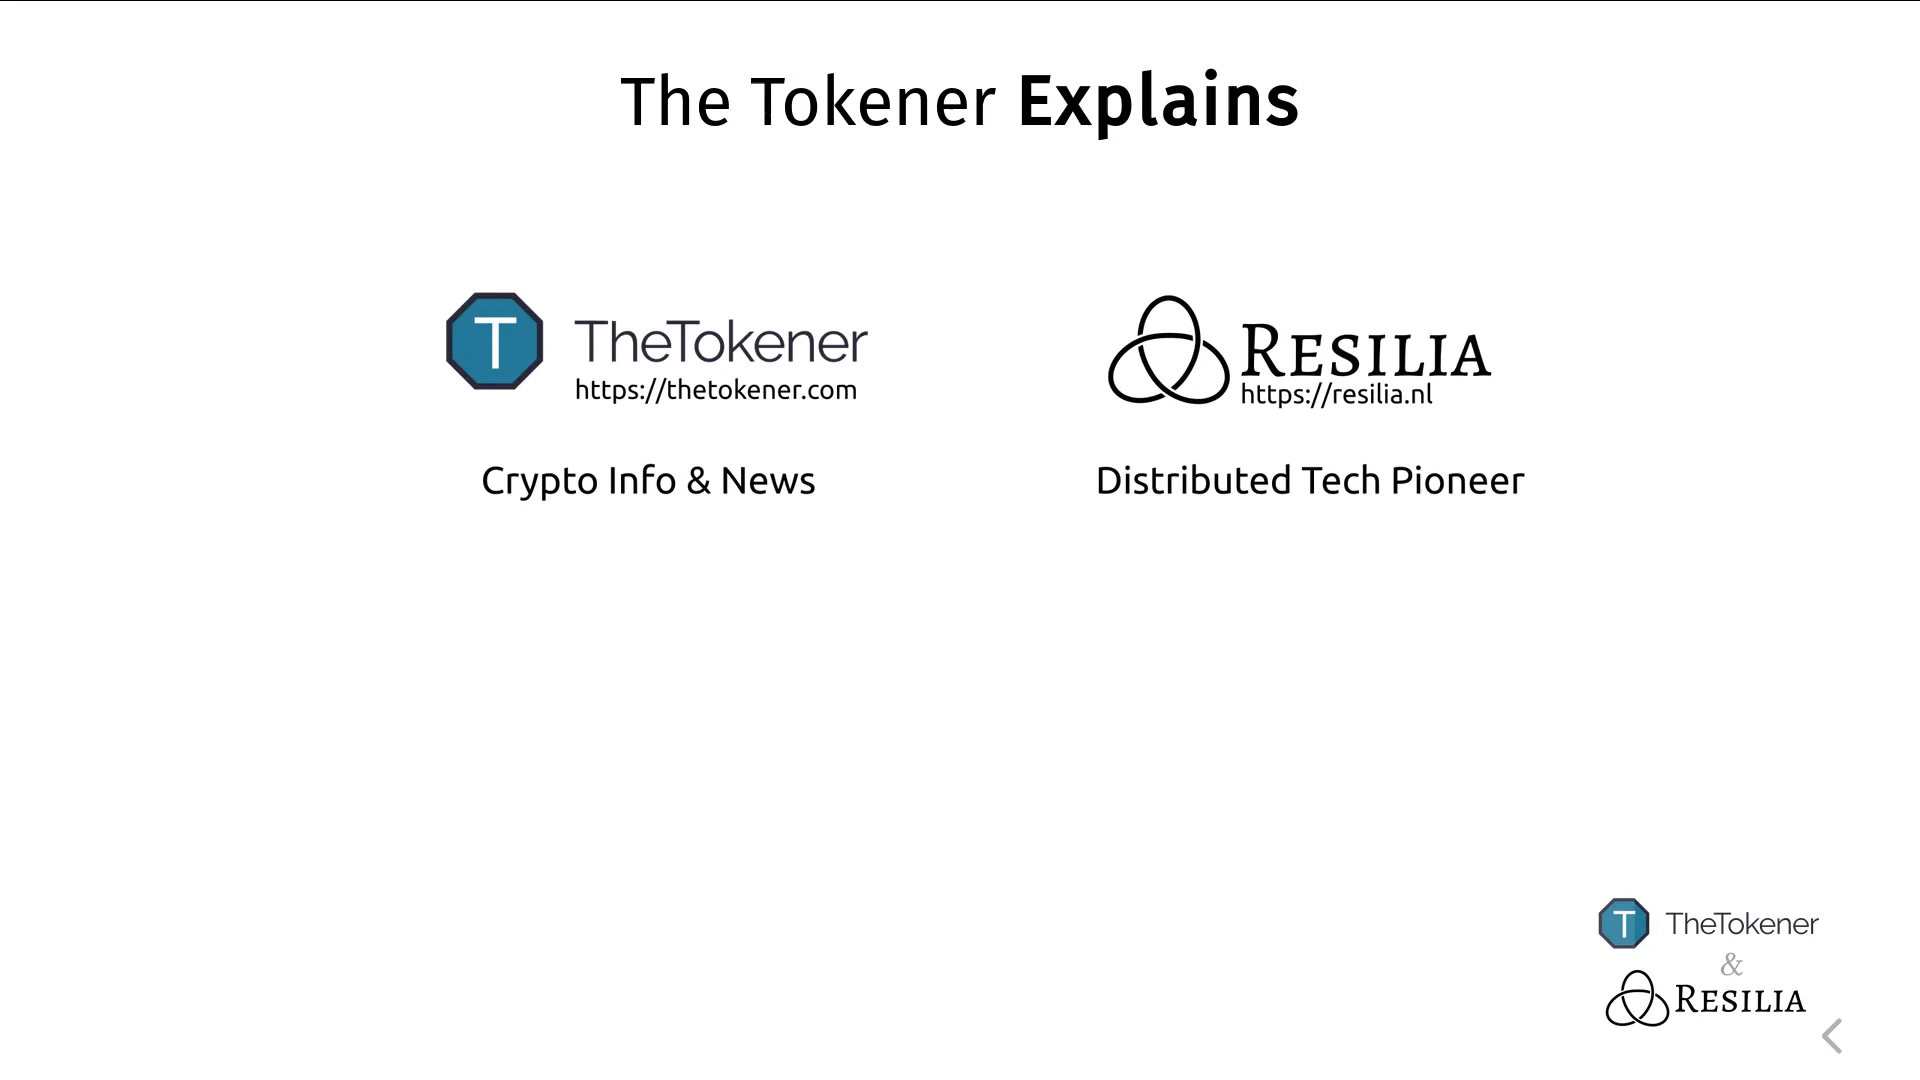 The Tokener Explains
T TheTokener
https://thetokener.com
RESILIA
https://resilia.nl
Crypto Info & News
Distributed Tech Pioneer
T TheTokener
&
RESILIA